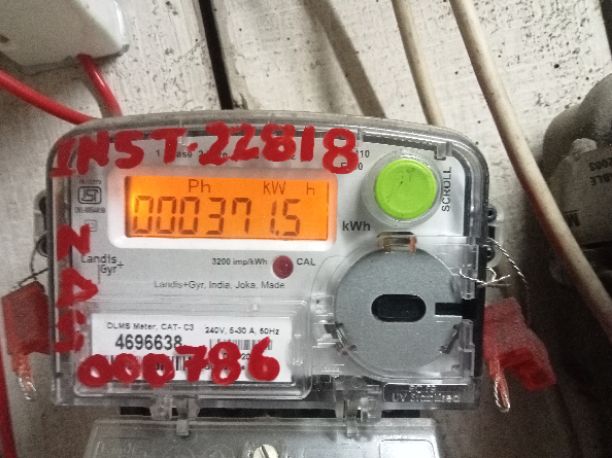 INST-22818
SCROLL
Ph kW h
000371.5
kWh
Landis
Gyr+
3200 imp/kWh CAL
Landis+Gyr, India, Joka, Made
DLMS Meter, CAT- C3 240V, 5-30 A, 50Hz
4696638
000786